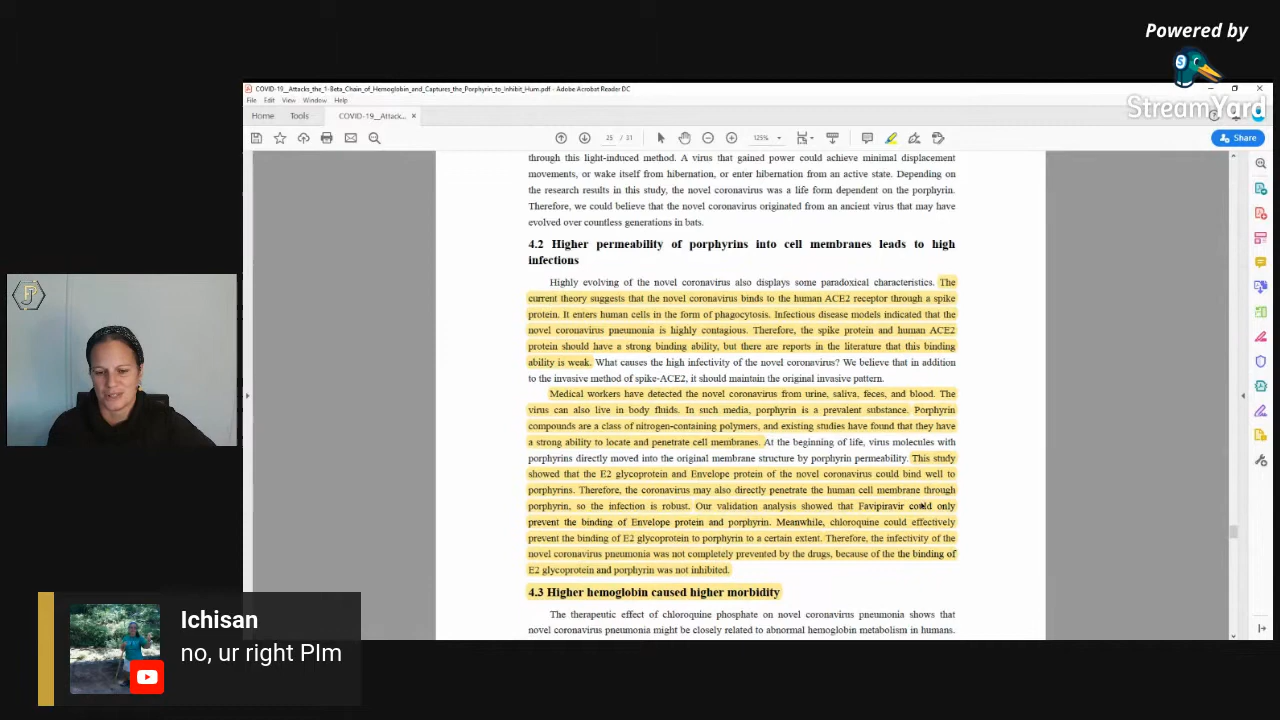 Powered by
StreamYard
COVID-19__Attacks_the_1-Beta_Chain_of_Hemoglobin_and_Captures_the_Porphyrin_to_Inhibit_Hum.pdf - Adobe Acrobat Reader DC
File Edit View Window Help
Home Tools COVID-19__Attack...
25 / 31 125% Share
through this light-induced method. A virus that gained power could achieve minimal displacement
movements, or wake itself from hibernation, or enter hibernation from an active state. Depending on
the research results in this study, the novel coronavirus was a life form dependent on the porphyrin.
Therefore, we could believe that the novel coronavirus originated from an ancient virus that may have
evolved over countless generations in bats.
4.2 Higher permeability of porphyrins into cell membranes leads to high
infections
Highly evolving of the novel coronavirus also displays some paradoxical characteristics. The
current theory suggests that the novel coronavirus binds to the human ACE2 receptor through a spike
protein. It enters human cells in the form of phagocytosis. Infectious disease models indicated that the
novel coronavirus pneumonia is highly contagious. Therefore, the spike protein and human ACE2
protein should have a strong binding ability, but there are reports in the literature that this binding
ability is weak. What causes the high infectivity of the novel coronavirus? We believe that in addition
to the invasive method of spike-ACE2, it should maintain the original invasive pattern.
Medical workers have detected the novel coronavirus from urine, saliva, feces, and blood. The
virus can also live in body fluids. In such media, porphyrin is a prevalent substance. Porphyrin
compounds are a class of nitrogen-containing polymers, and existing studies have found that they have
a strong ability to locate and penetrate cell membranes. At the beginning of life, virus molecules with
porphyrins directly moved into the original membrane structure by porphyrin permeability. This study
showed that the E2 glycoprotein and Envelope protein of the novel coronavirus could bind well to
porphyrins. Therefore, the coronavirus may also directly penetrate the human cell membrane through
porphyrin, so the infection is robust. Our validation analysis showed that Favipiravir could only
prevent the binding of Envelope protein and porphyrin. Meanwhile, chloroquine could effectively
prevent the binding of E2 glycoprotein to porphyrin to a certain extent. Therefore, the infectivity of the
novel coronavirus pneumonia was not completely prevented by the drugs, because of the the binding of
E2 glycoprotein and porphyrin was not inhibited.
4.3 Higher hemoglobin caused higher morbidity
The therapeutic effect of chloroquine phosphate on novel coronavirus pneumonia shows that
novel coronavirus pneumonia might be closely related to abnormal hemoglobin metabolism in humans.
Ichisan
no, ur right PIm